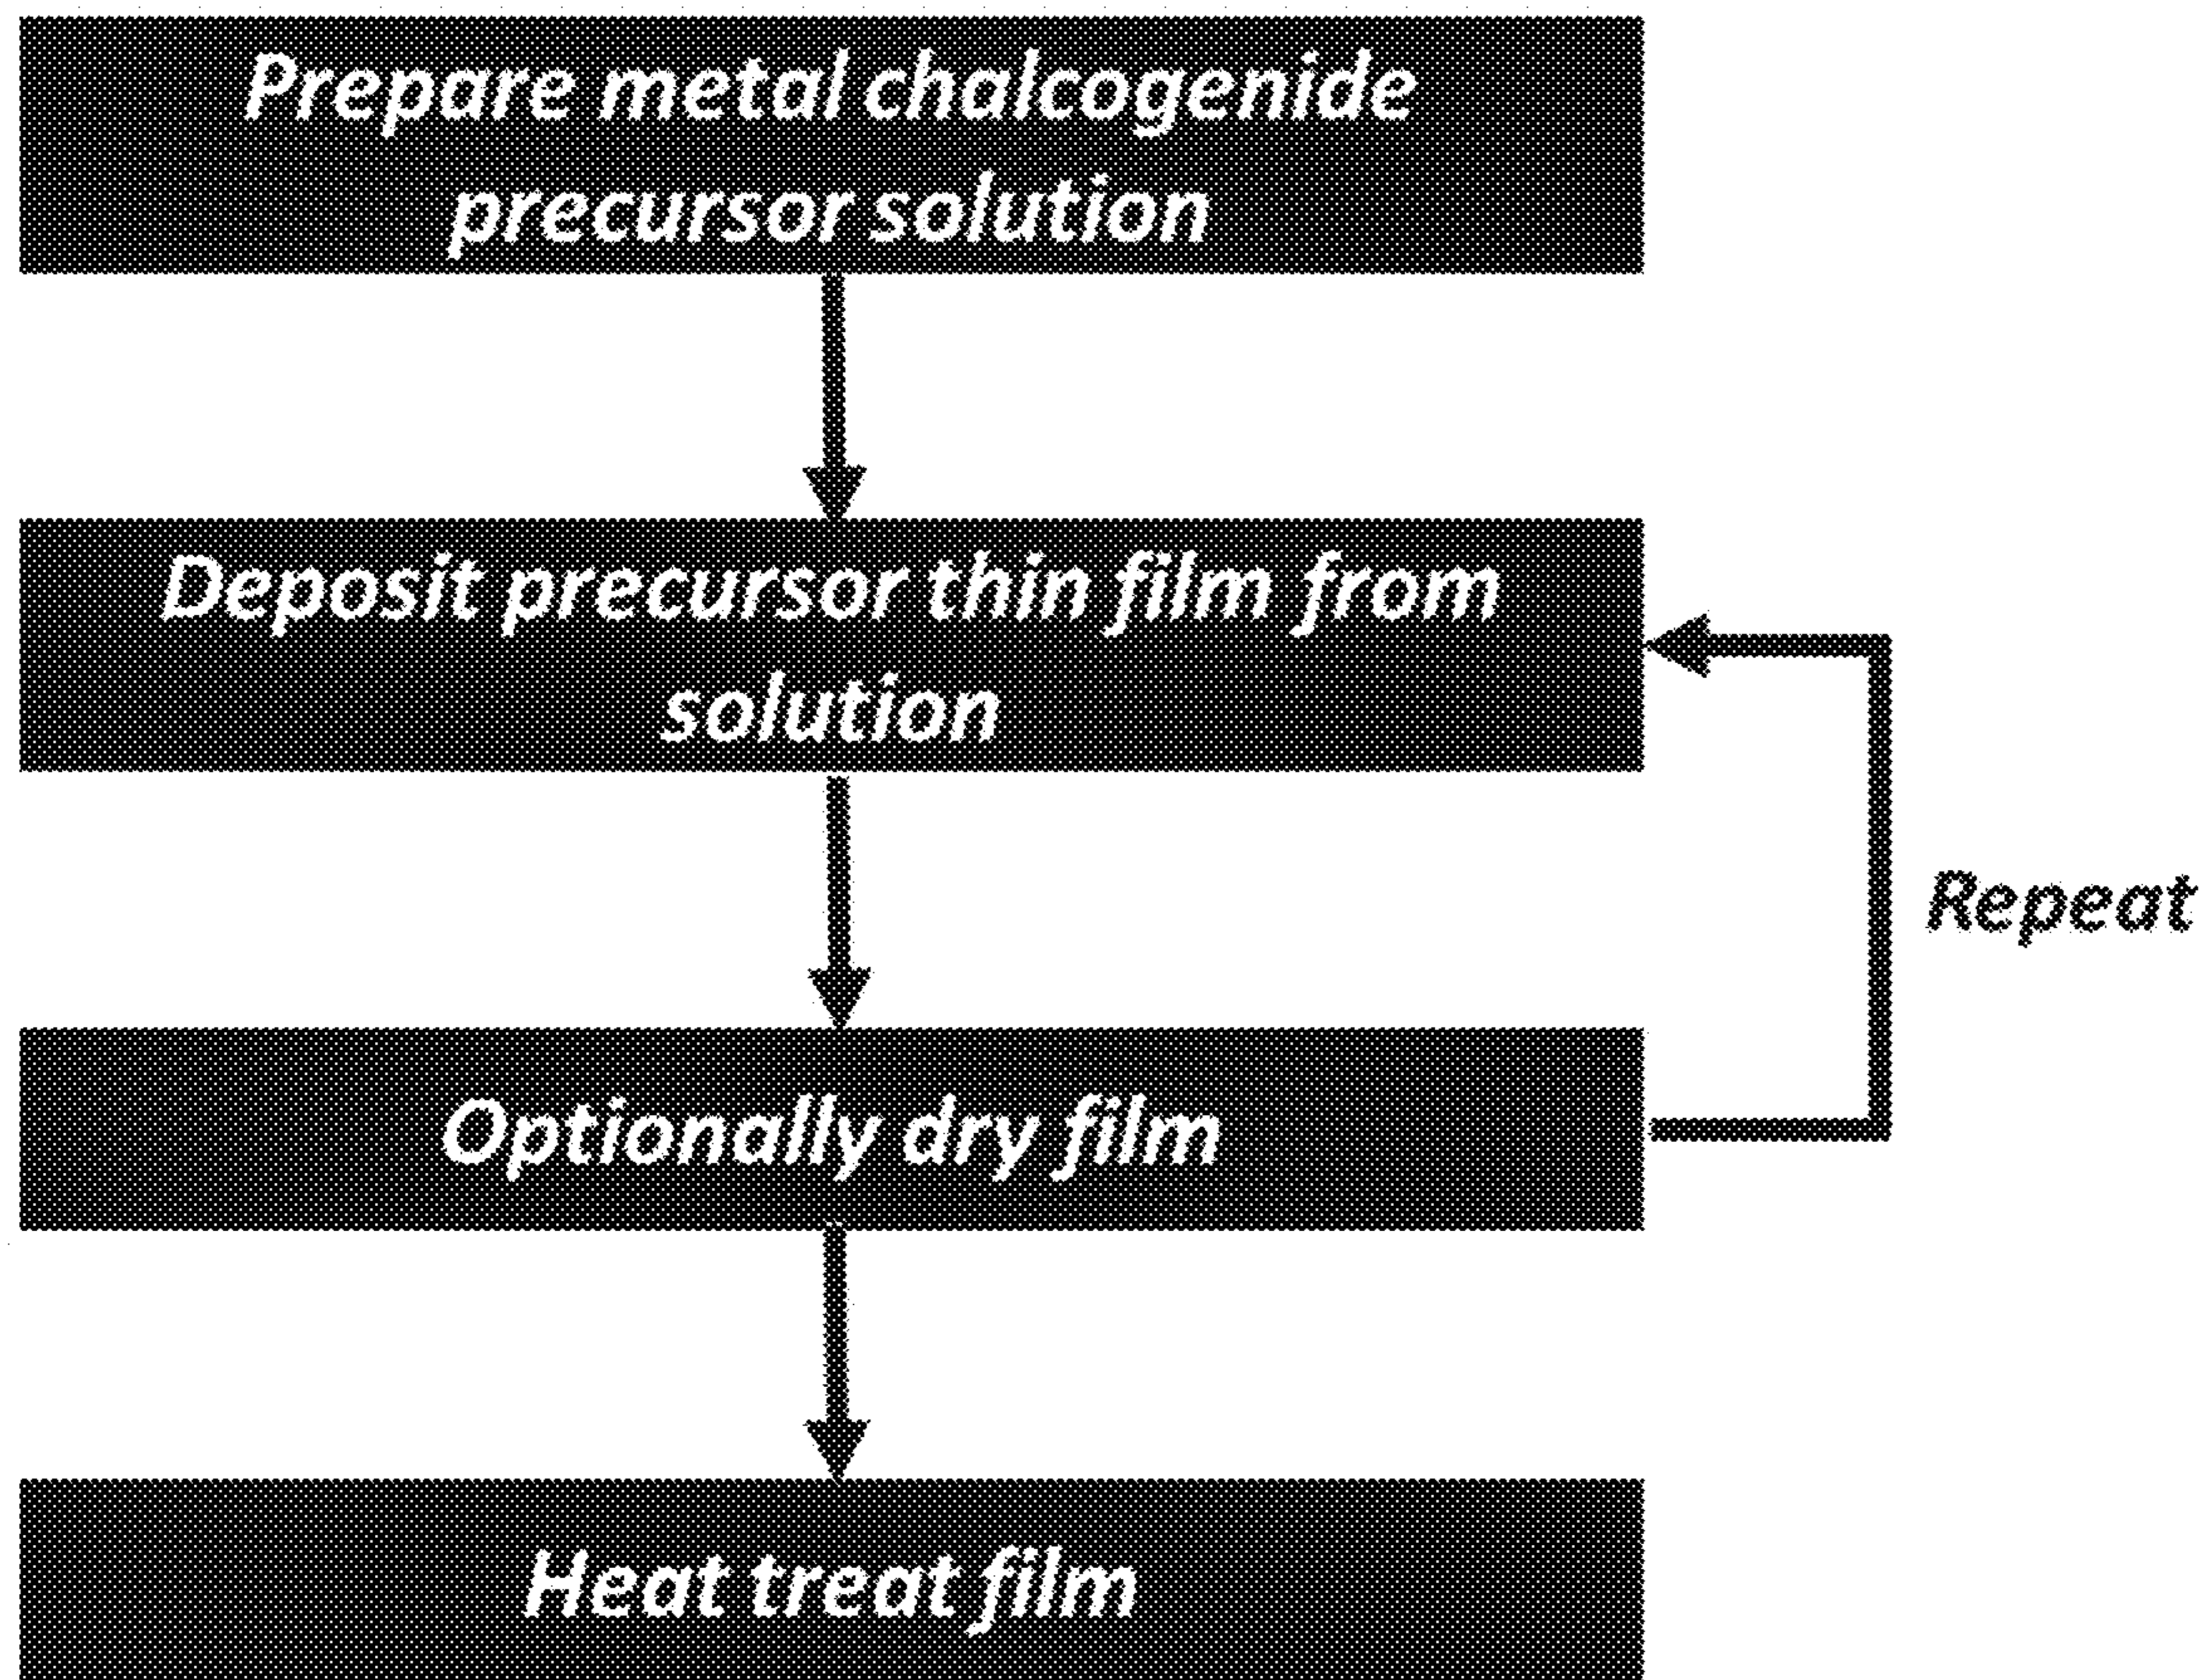 Prepare metal chalcogenide
precursor solution
Deposit precursor thin film from
solution
Repeat
Optionally dry film
Heat treat film